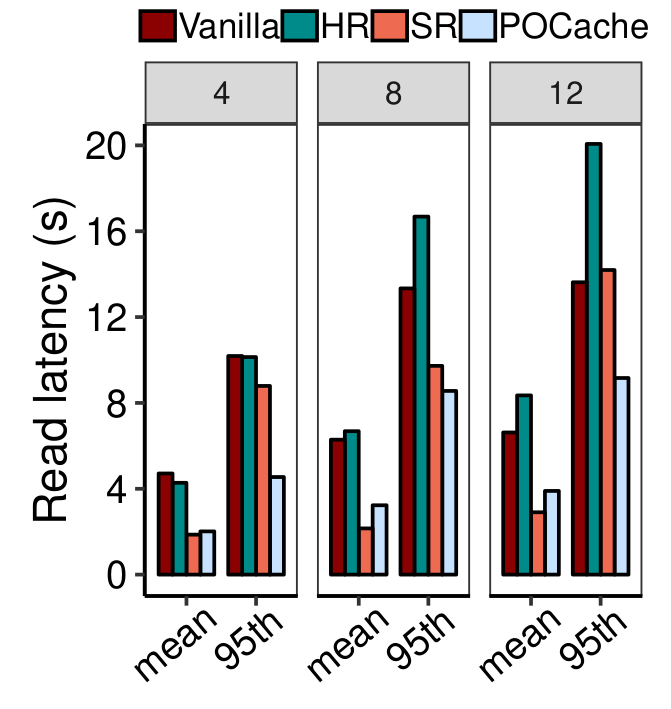 Vanilla HR SR POCache
4 8 12
Read latency (s)
20
16
12
8
4
0
mean 95th mean 95th mean 95th